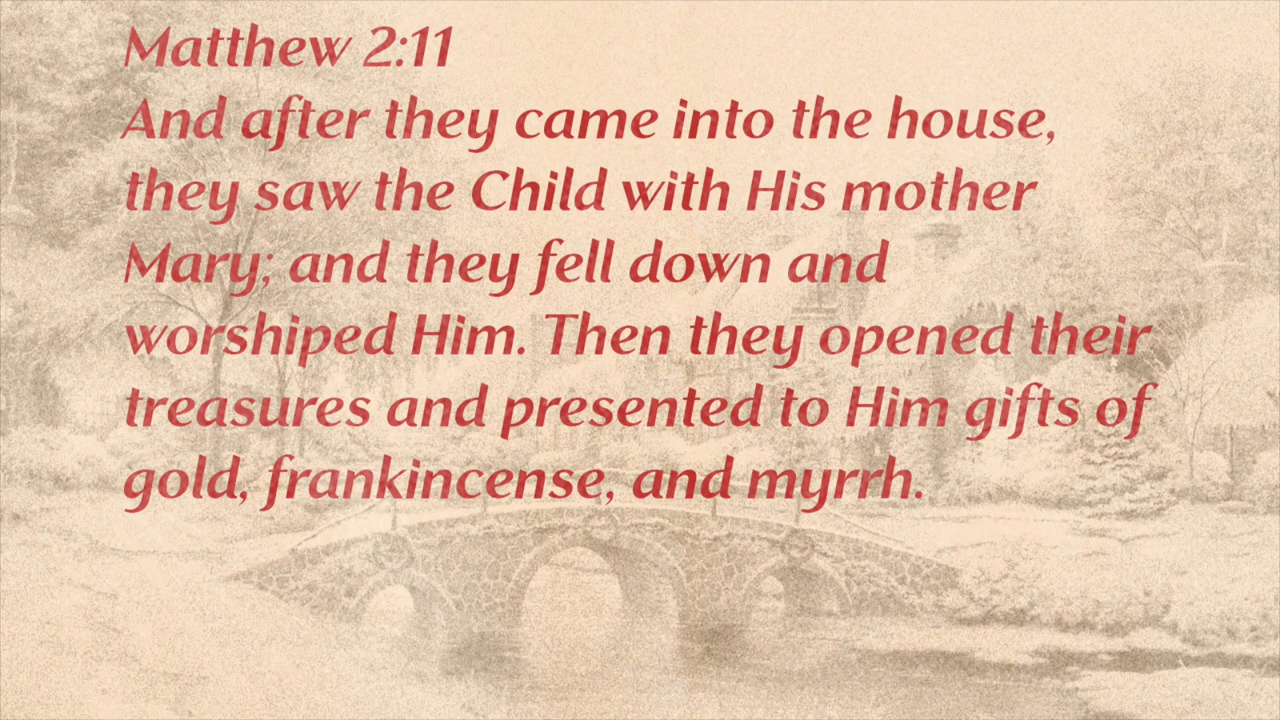 Matthew 2:11
And after they came into the house,
they saw the Child with His mother
Mary; and they fell down and
worshiped Him. Then they opened their
treasures and presented to Him gifts of
gold, frankincense, and myrrh.